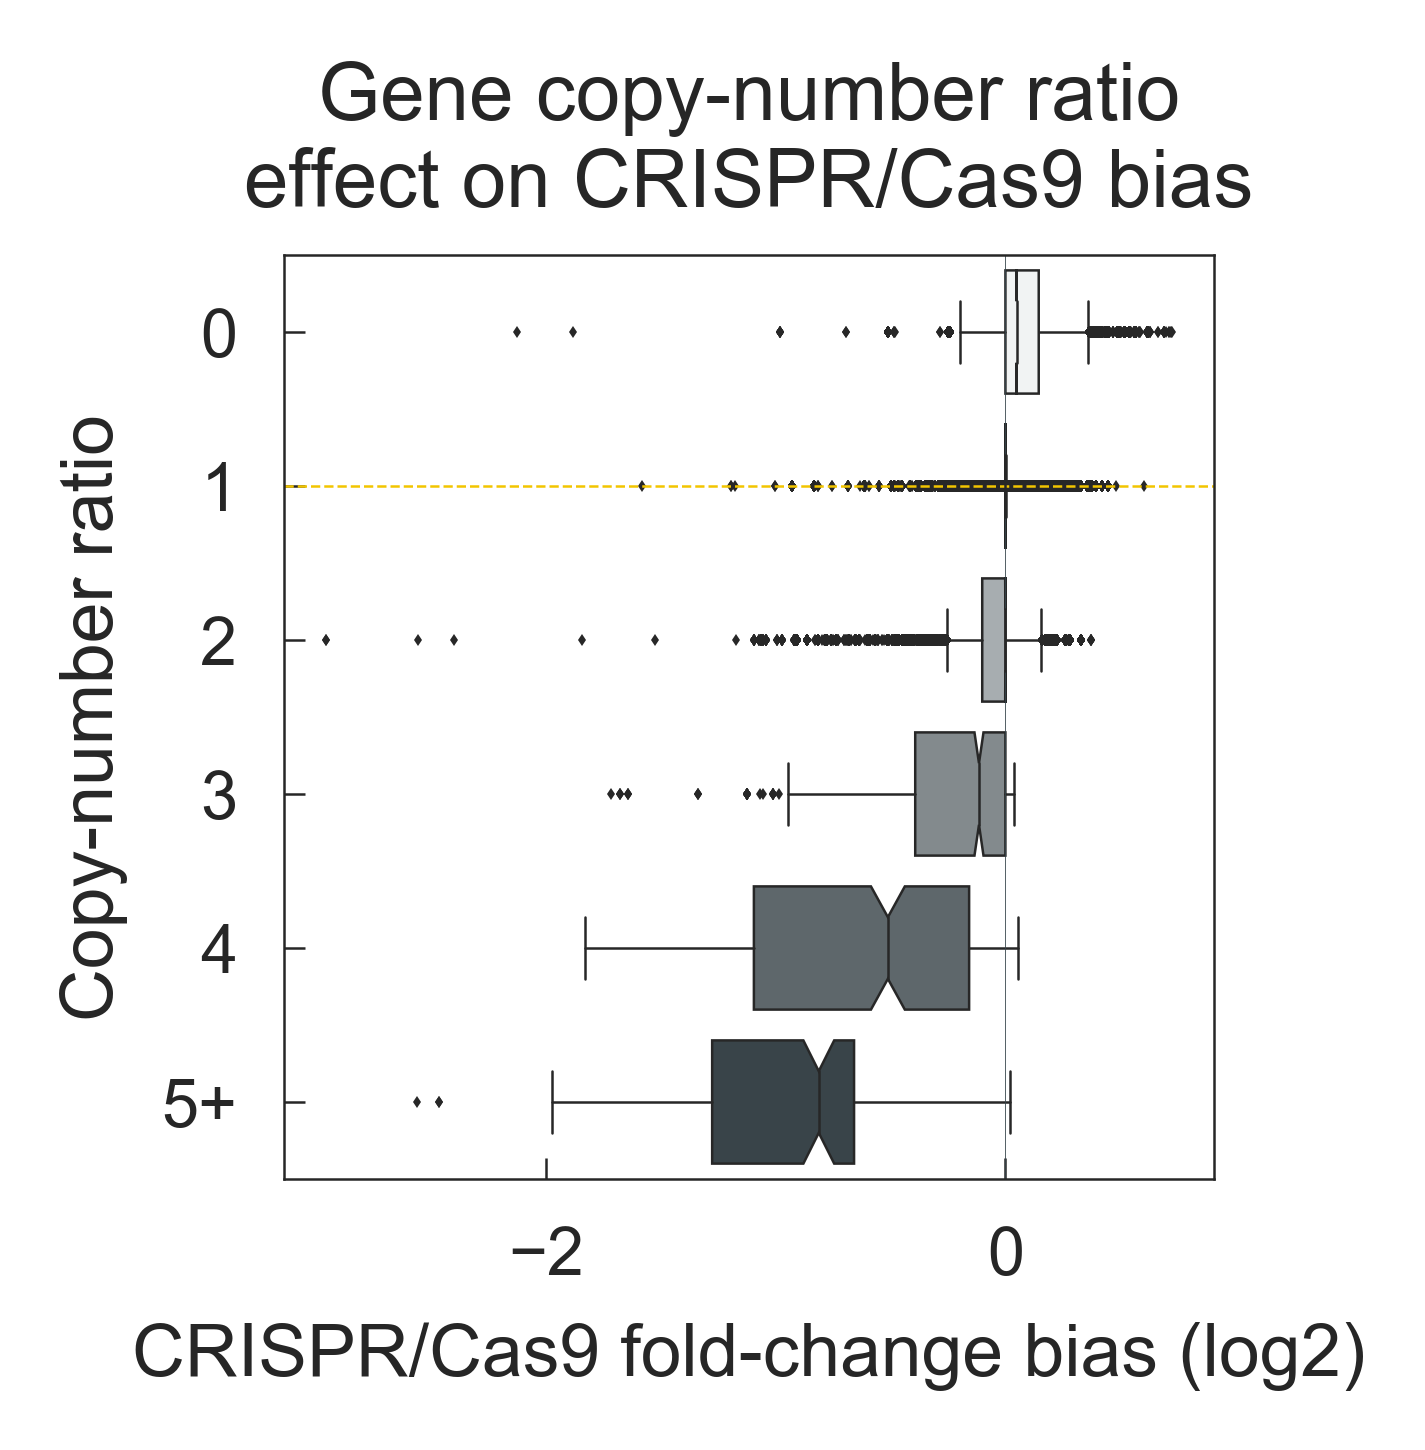 Gene copy-number ratio
effect on CRISPR/Cas9 bias
Copy-number ratio
0
1
2
3
4
5+
−2 0
CRISPR/Cas9 fold-change bias (log2)